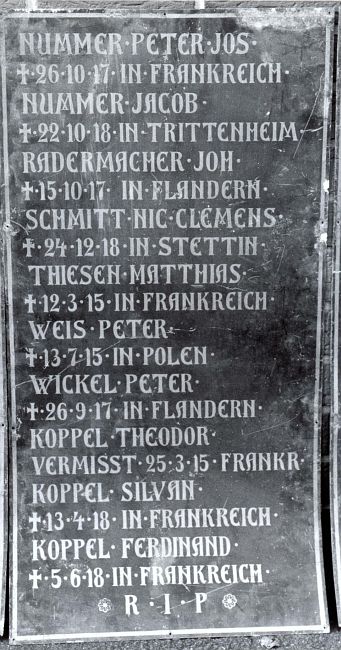 NUMMER·PETER·JOS·
✝·26·10·17·IN·FRANKREICH·
NUMMER·JACOB·
✝·22·10·18·IN·TRITTENHEIM·
RADERMACHER·JOH·
✝·15·10·17·IN·FLANDERN·
SCHMITT·NIC·CLEMENS·
✝·24·12·18·IN·STETTIN·
THIESEN·MATTHIAS·
✝·12·3·15·IN·FRANKREICH·
WEIS·PETER·
✝·13·7·15·IN·POLEN·
WICKEL·PETER·
✝·26·9·17·IN·FLANDERN·
KOPPEL·THEODOR·
VERMISST·25·3·15·FRANKR·
KOPPEL·SILVAN·
✝·13·4·18·IN·FRANKREICH·
KOPPEL·FERDINAND·
✝·5·6·18·IN·FRANKREICH·
R·I·P